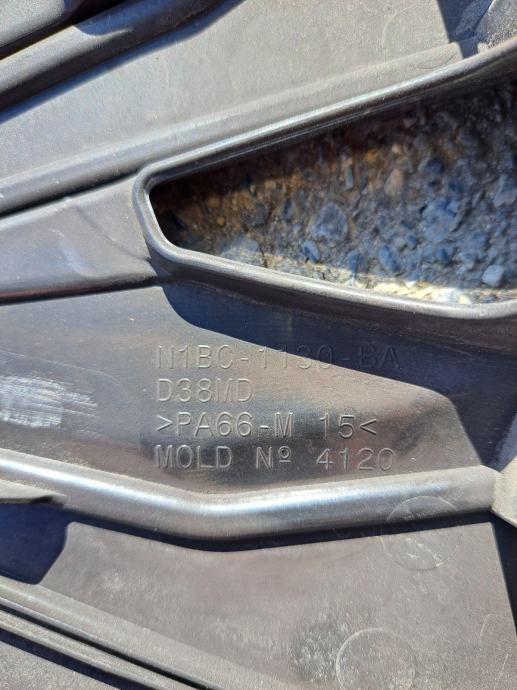 N1BC-1130-BA
D38MD
>PA66-M 15<
MOLD Nº 4120